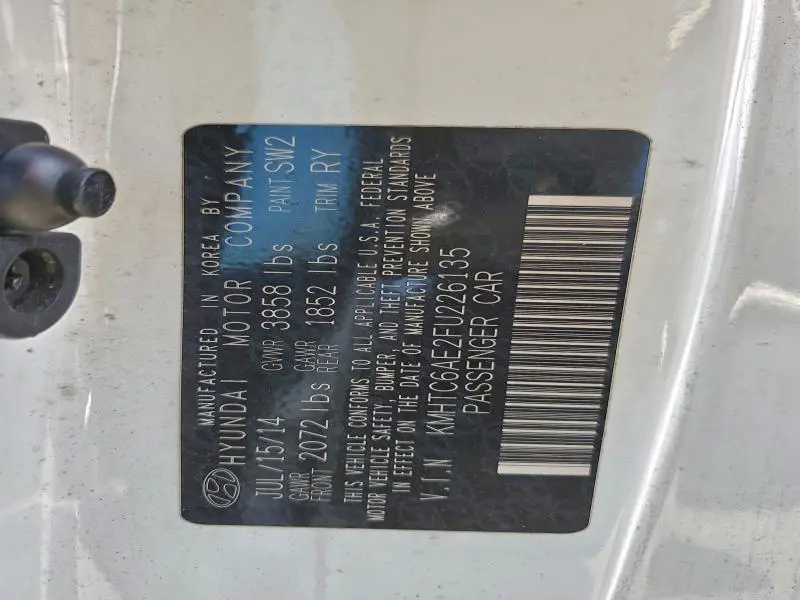 MANUFACTURED IN KOREA BY
HYUNDAI MOTOR COMPANY
JUL/15/14 GVWR 3858 lbs PAINT SW2
GAWR FRONT 2072 lbs GAWR REAR 1852 lbs TRIM RY
THIS VEHICLE CONFORMS TO ALL APPLICABLE U.S.A. FEDERAL
MOTOR VEHICLE SAFETY, BUMPER, AND THEFT PREVENTION STANDARDS
IN EFFECT ON THE DATE OF MANUFACTURE SHOWN ABOVE
V.I.N KMHTC6AE2FU226135
PASSENGER CAR